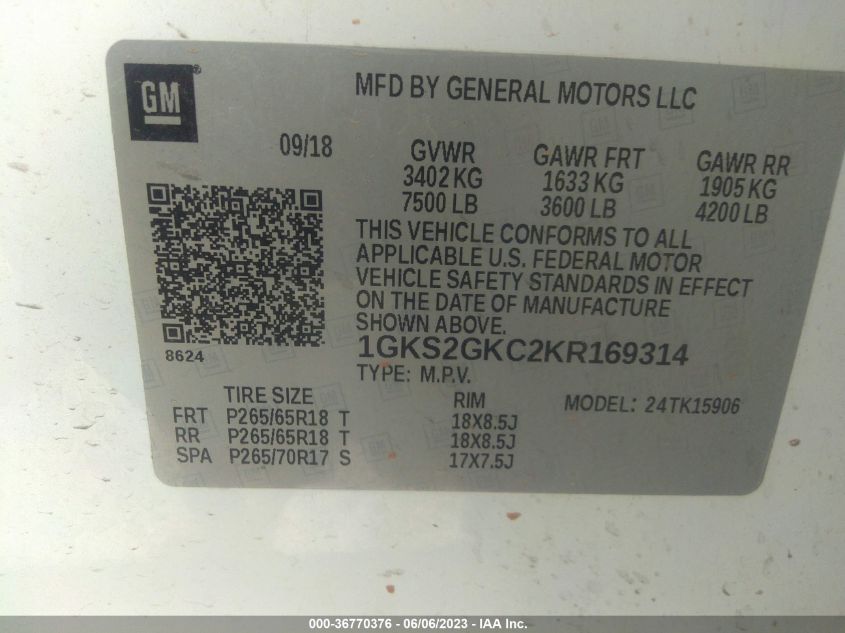 GM®
MFD BY GENERAL MOTORS LLC
09/18
GVWR GAWR FRT GAWR RR
3402 KG 1633 KG 1905 KG
7500 LB 3600 LB 4200 LB
THIS VEHICLE CONFORMS TO ALL
APPLICABLE U.S. FEDERAL MOTOR
VEHICLE SAFETY STANDARDS IN EFFECT
ON THE DATE OF MANUFACTURE
SHOWN ABOVE.
8624
1GKS2GKC2KR169314
TYPE: M.P.V.
TIRE SIZE RIM MODEL: 24TK15906
FRT P265/65R18 T 18X8.5J
RR P265/65R18 T 18X8.5J
SPA P265/70R17 S 17X7.5J
000-36770376 - 06/06/2023 - IAA Inc.